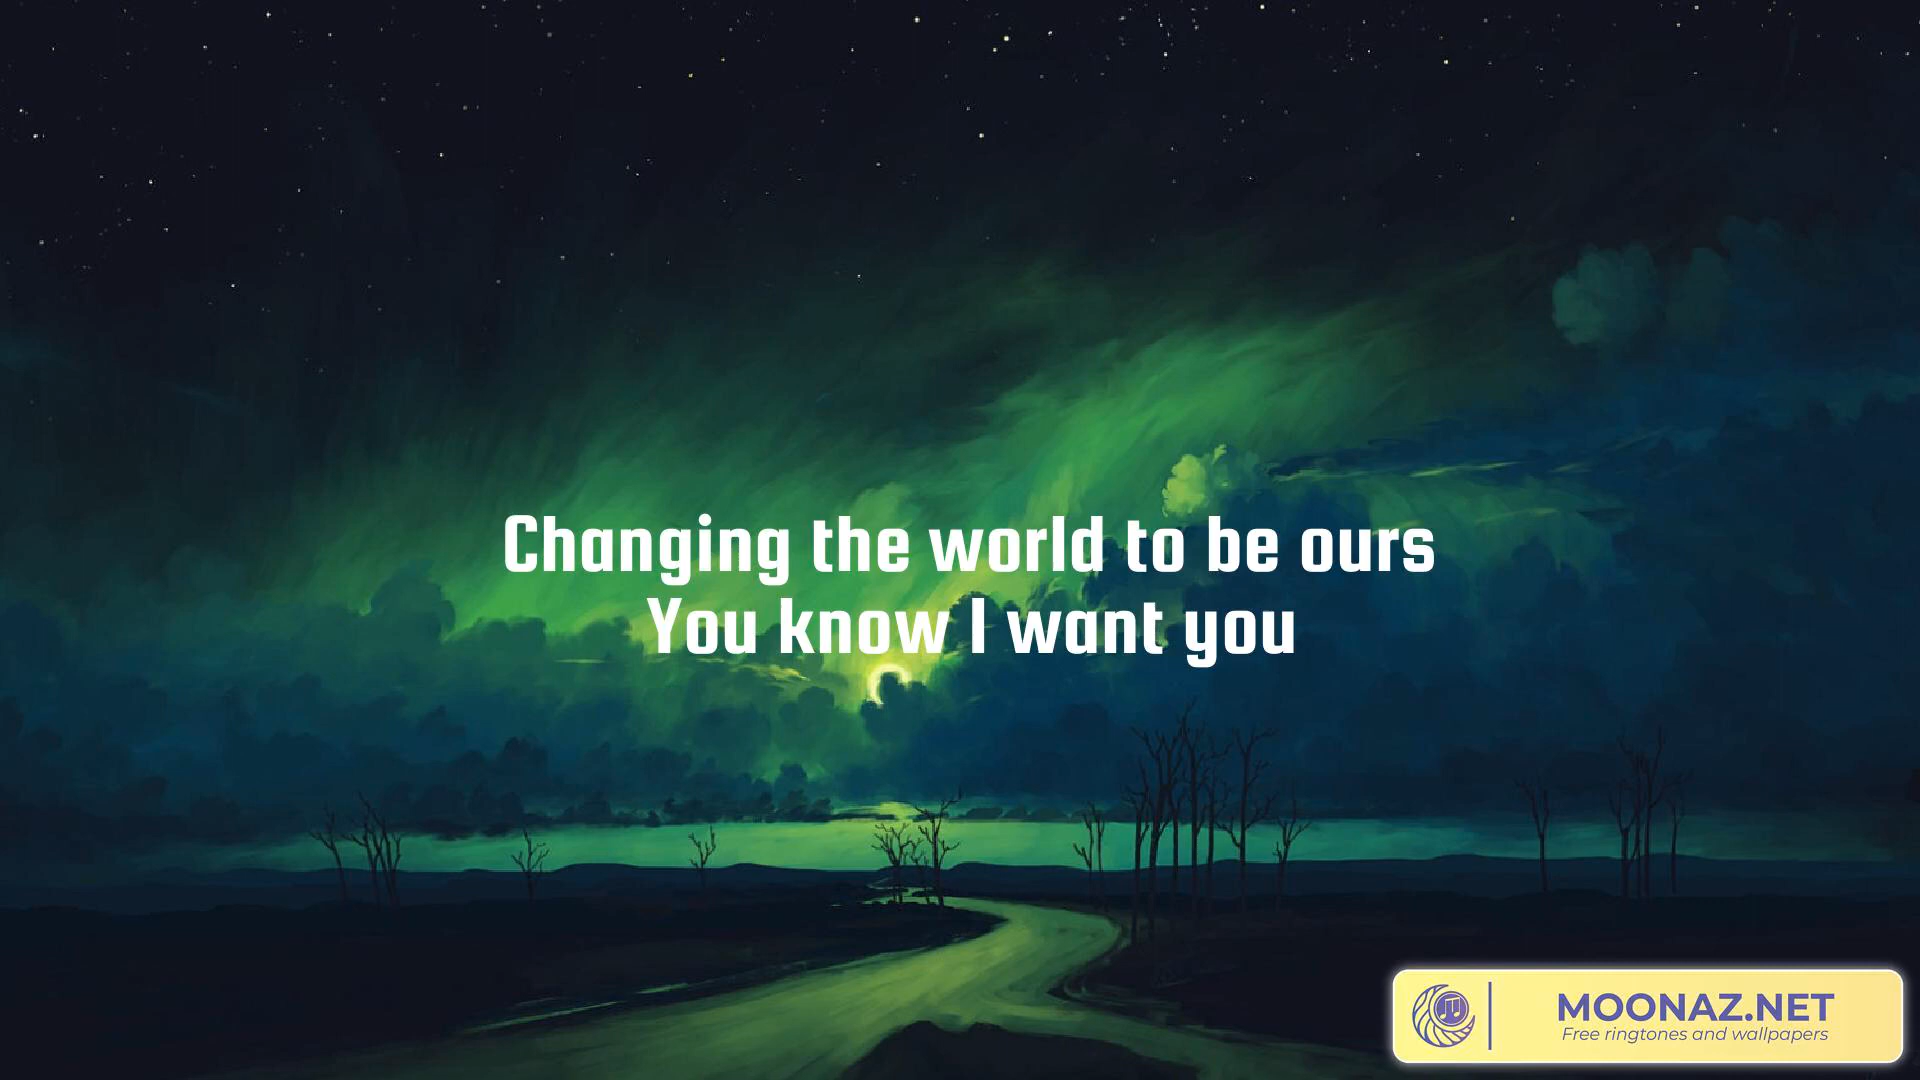 Changing the world to be ours
You know I want you
MOONAZ.NET
Free ringtones and wallpapers